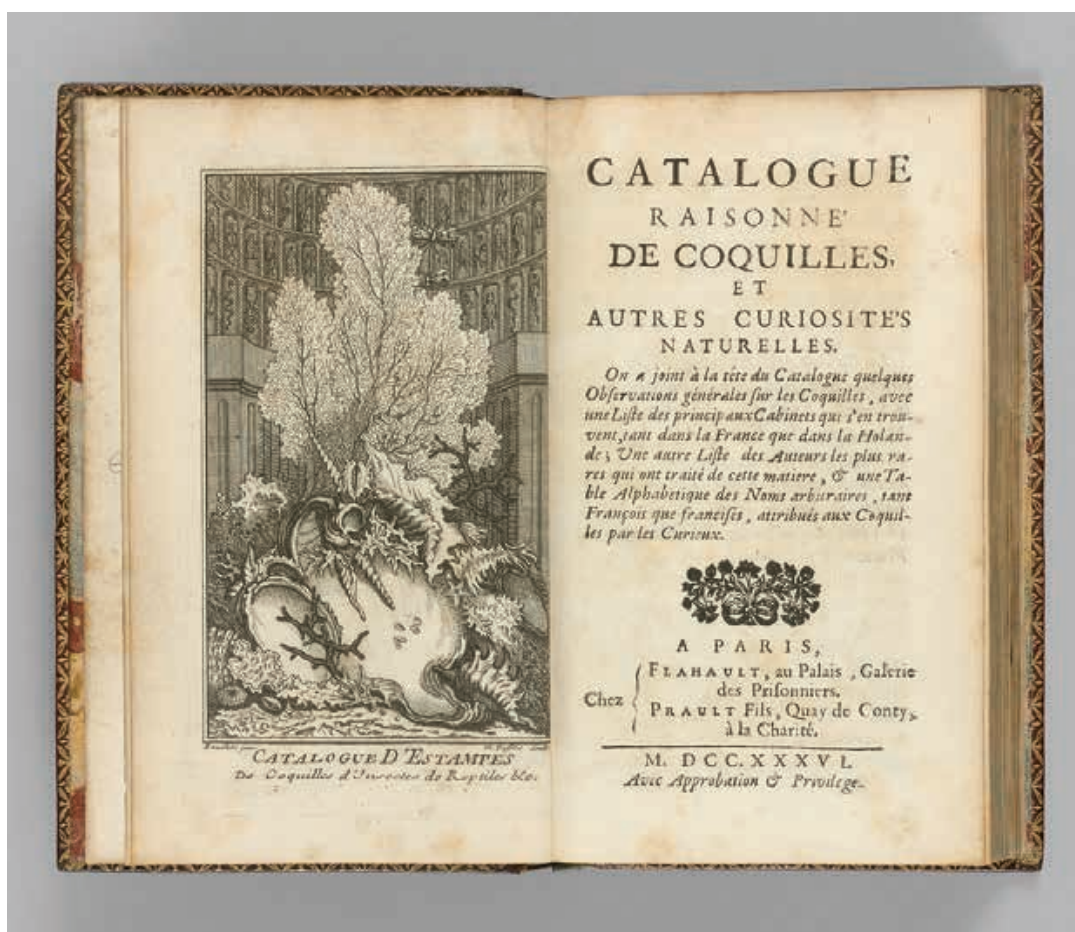 CATALOGUE D'ESTAMPES
De Coquilles d'Insectes de Reptiles &c.
CATALOGUE
RAISONNE'
DE COQUILLES,
ET
AUTRES CURIOSITE'S
NATURELLES.
On a joint à la tête du Catalogue quelques
Observations générales sur les Coquilles, avec
une Liste des principaux Cabinets qui s'en trou-
vent, tant dans la France que dans la Holan-
de; Une autre Liste des Auteurs les plus ra-
res qui ont traité de cette matiere, & une Ta-
ble Alphabetique des Noms arbitraires, tant
François que francisés, attribués aux Coquil-
les par les Curieux.
A PARIS,
Chez
FLAHAULT, au Palais, Galerie
des Prisonniers.
PRAULT Fils, Quay de Conty,
à la Charité.
M. DCC. XXXVI.
Avec Approbation & Privilege.